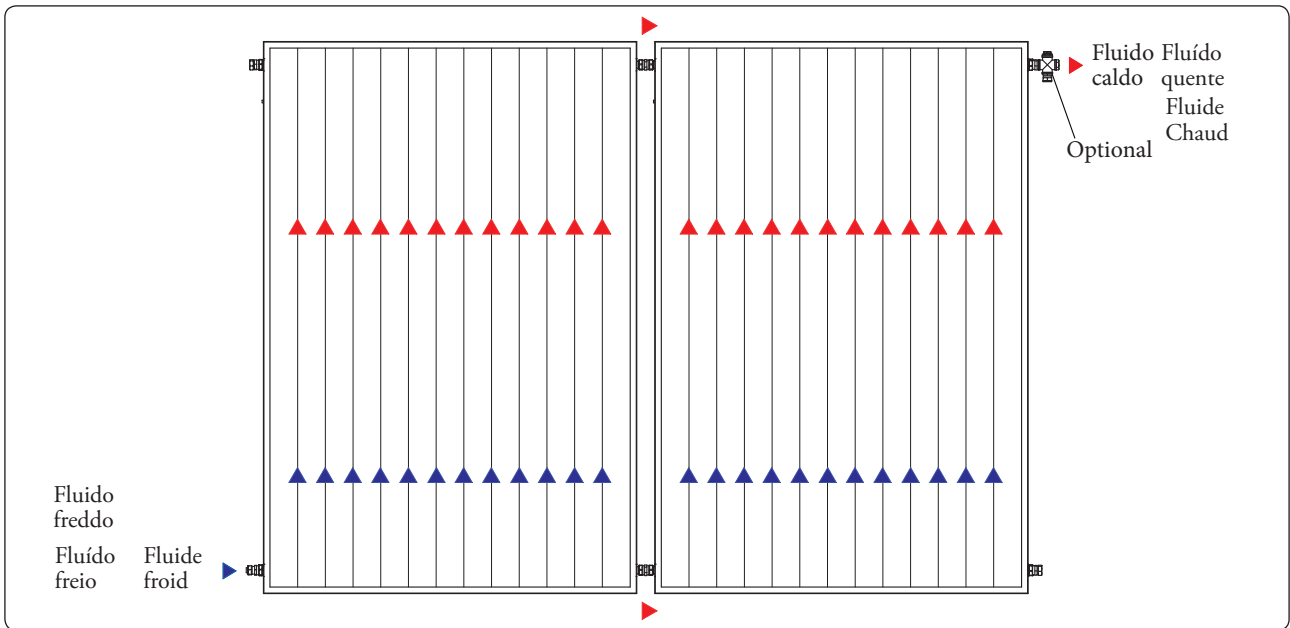 Fluido
caldo
Fluído
quente
Fluide
Chaud
Optional
Fluido
freddo
Fluído
freio
Fluide
froid